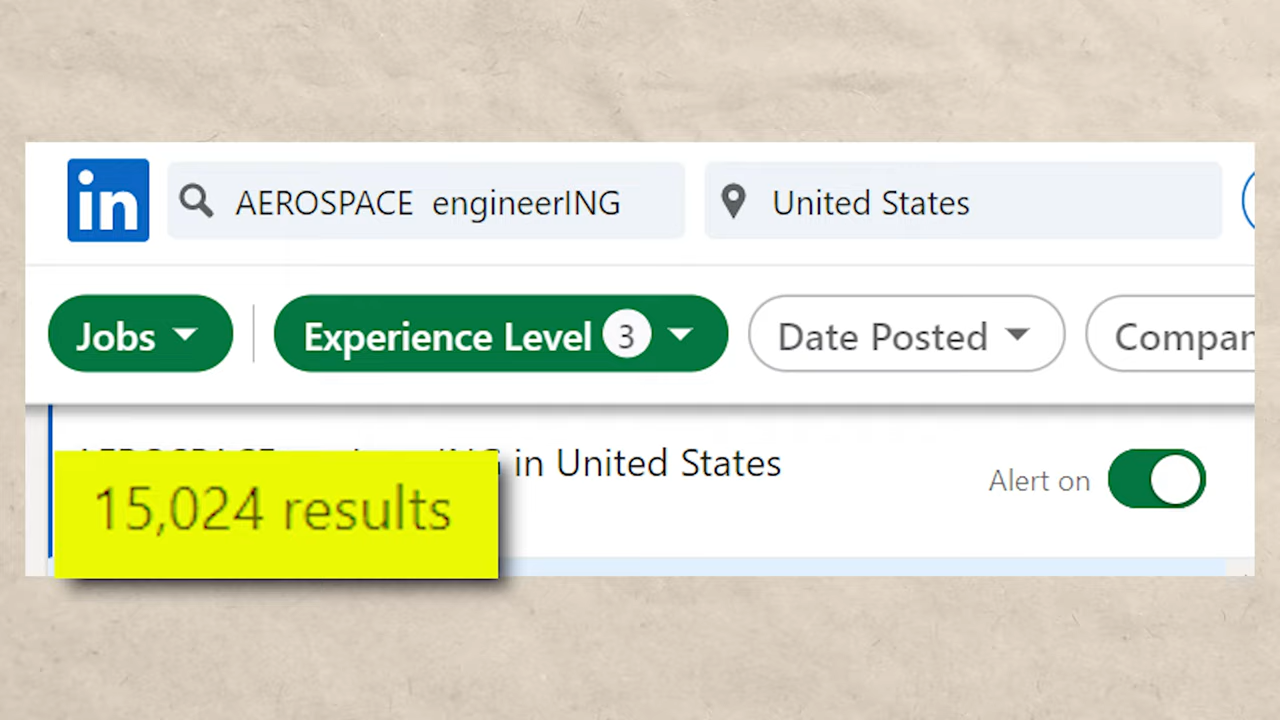 in
AEROSPACE engineerING
United States
Jobs
Experience Level 3
Date Posted
Compan
in United States
Alert on
15,024 results